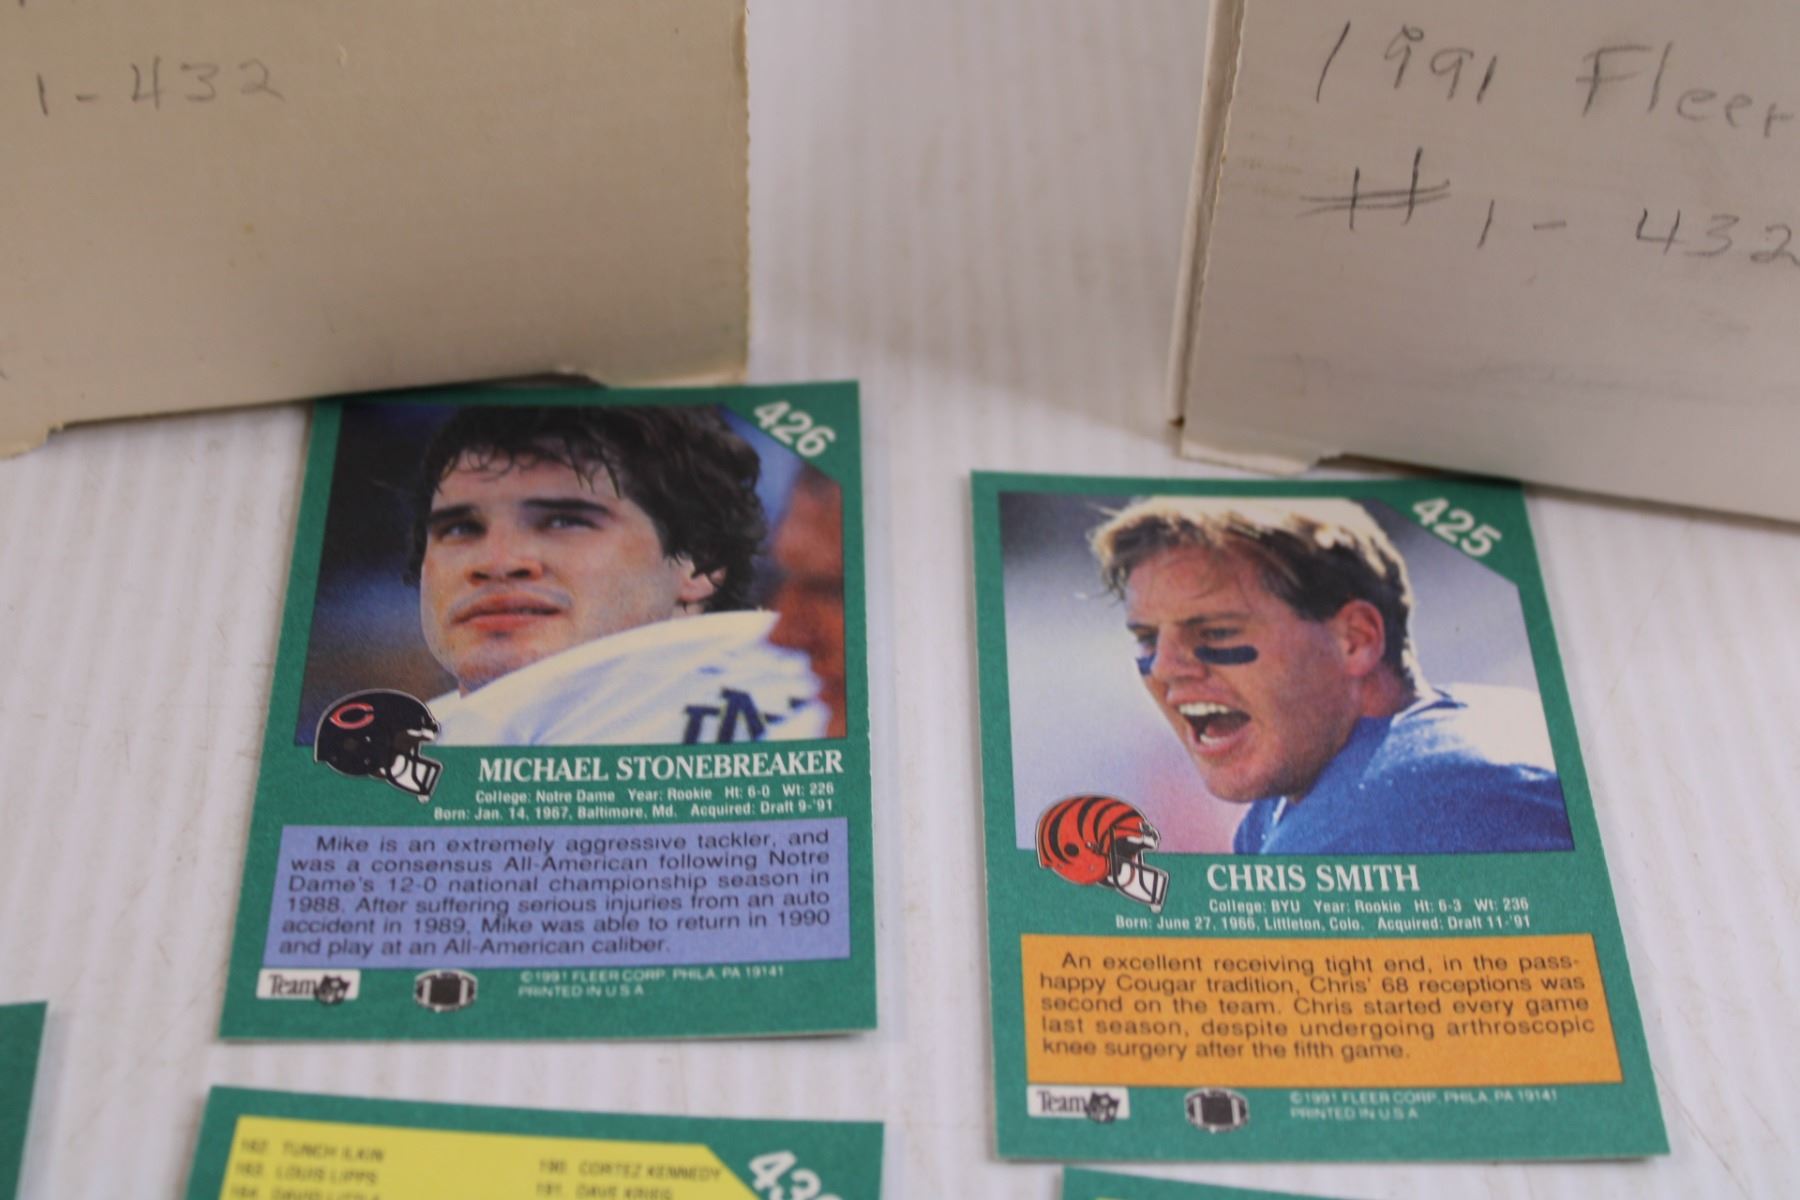 1-432
1991 Fleer
#1-432
426
MICHAEL STONEBREAKER
College: Notre Dame Year: Rookie Ht: 6-0 Wt: 226
Born: Jan. 14, 1967, Baltimore, Md. Acquired: Draft 9-'91
Mike is an extremely aggressive tackler, and
was a consensus All-American following Notre
Dame's 12-0 national championship season in
1988. After suffering serious injuries from an auto
accident in 1989, Mike was able to return in 1990
and play at an All-American caliber.
Team NFL
©1991 FLEER CORP. PHILA. PA 19141
PRINTED IN U S A
425
CHRIS SMITH
College: BYU Year: Rookie Ht: 6-3 Wt: 236
Born: June 27, 1966, Littleton, Colo. Acquired: Draft 11-'91
An excellent receiving tight end, in the pass-
happy Cougar tradition, Chris' 68 receptions was
second on the team. Chris started every game
last season, despite undergoing arthroscopic
knee surgery after the fifth game.
Team NFL
©1991 FLEER CORP. PHILA. PA 19141
PRINTED IN U S A
162. TUNCH ILKIN
163. LOUIS LIPPS
190. CORTEZ KENNEDY
191. DAVE KRIEG